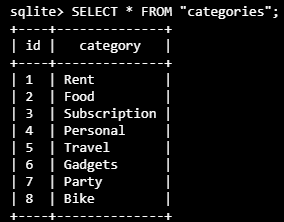 sqlite> SELECT * FROM "categories";
+----+--------------+
| id | category |
+----+--------------+
| 1 | Rent |
| 2 | Food |
| 3 | Subscription |
| 4 | Personal |
| 5 | Travel |
| 6 | Gadgets |
| 7 | Party |
| 8 | Bike |
+----+--------------+